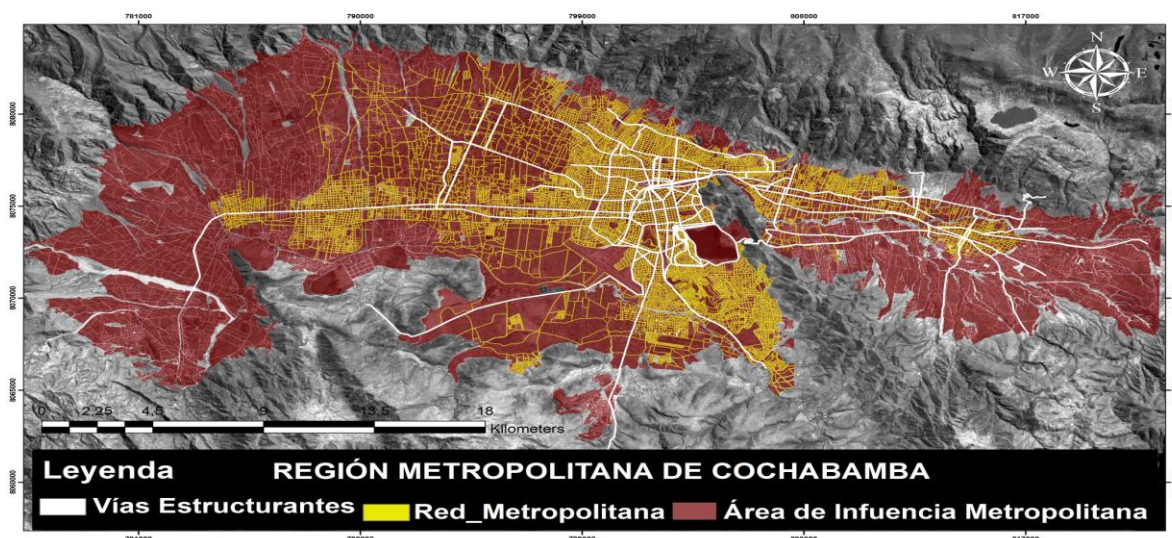 781000 790000 799000 808000 817000
N
W E
S
8080000
8075000
8070000
8065000
8060000
0 2,25 4,5 9 13,5 18
Kilometers
Leyenda REGIÓN METROPOLITANA DE COCHABAMBA
Vías Estructurantes Red_Metropolitana Área de Infuencia Metropolitana